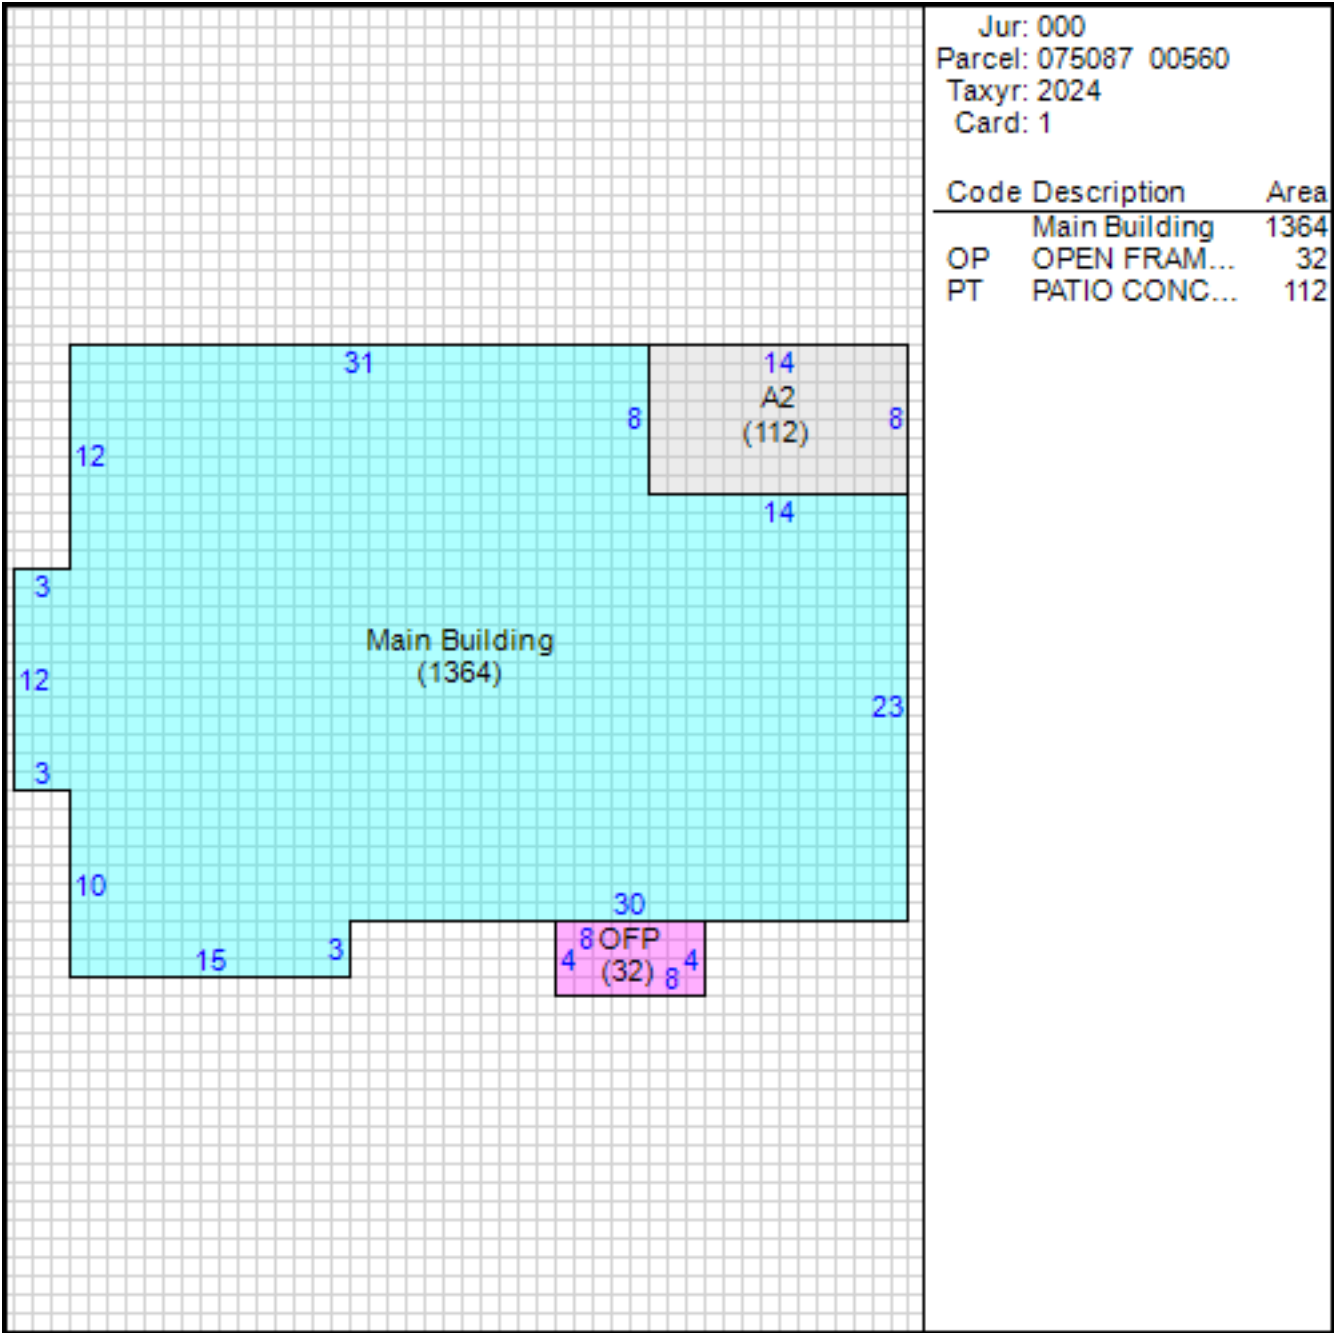 Jur: 000
Parcel: 075087 00560
Taxyr: 2024
Card: 1
Code Description Area
Main Building 1364
OP OPEN FRAM... 32
PT PATIO CONC... 112
31
14
A2
(112)
8
8
12
14
3
Main Building
(1364)
12
23
3
10
30
8 OFP
4 (32) 8 4
15
3